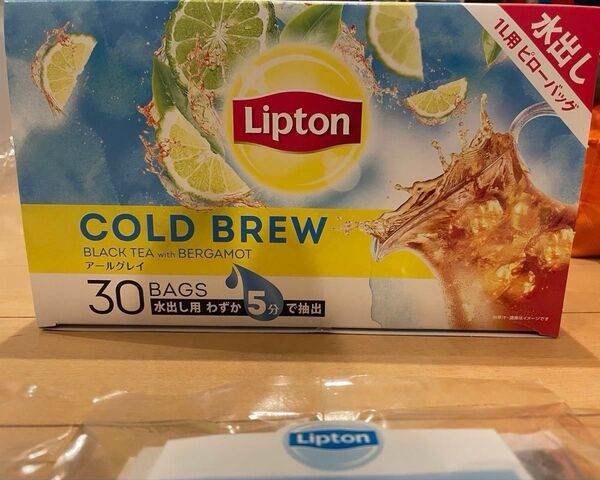 水出し
1L用 ピローバッグ
Lipton
COLD BREW
BLACK TEA with BERGAMOT
アールグレイ
30 BAGS
水出し用 わずか 5分 で抽出
Lipton